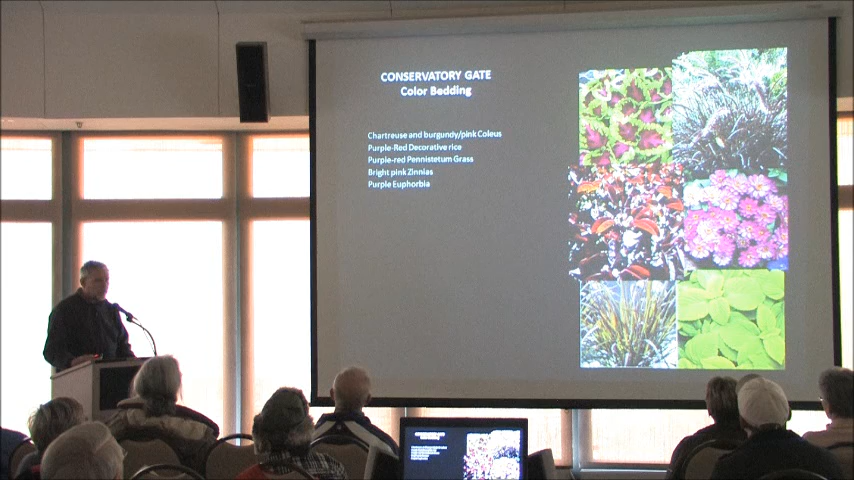 CONSERVATORY GATE
Color Bedding
Chartreuse and burgundy/pink Coleus
Purple-Red Decorative rice
Purple-red Pennistetum Grass
Bright pink Zinnias
Purple Euphorbia